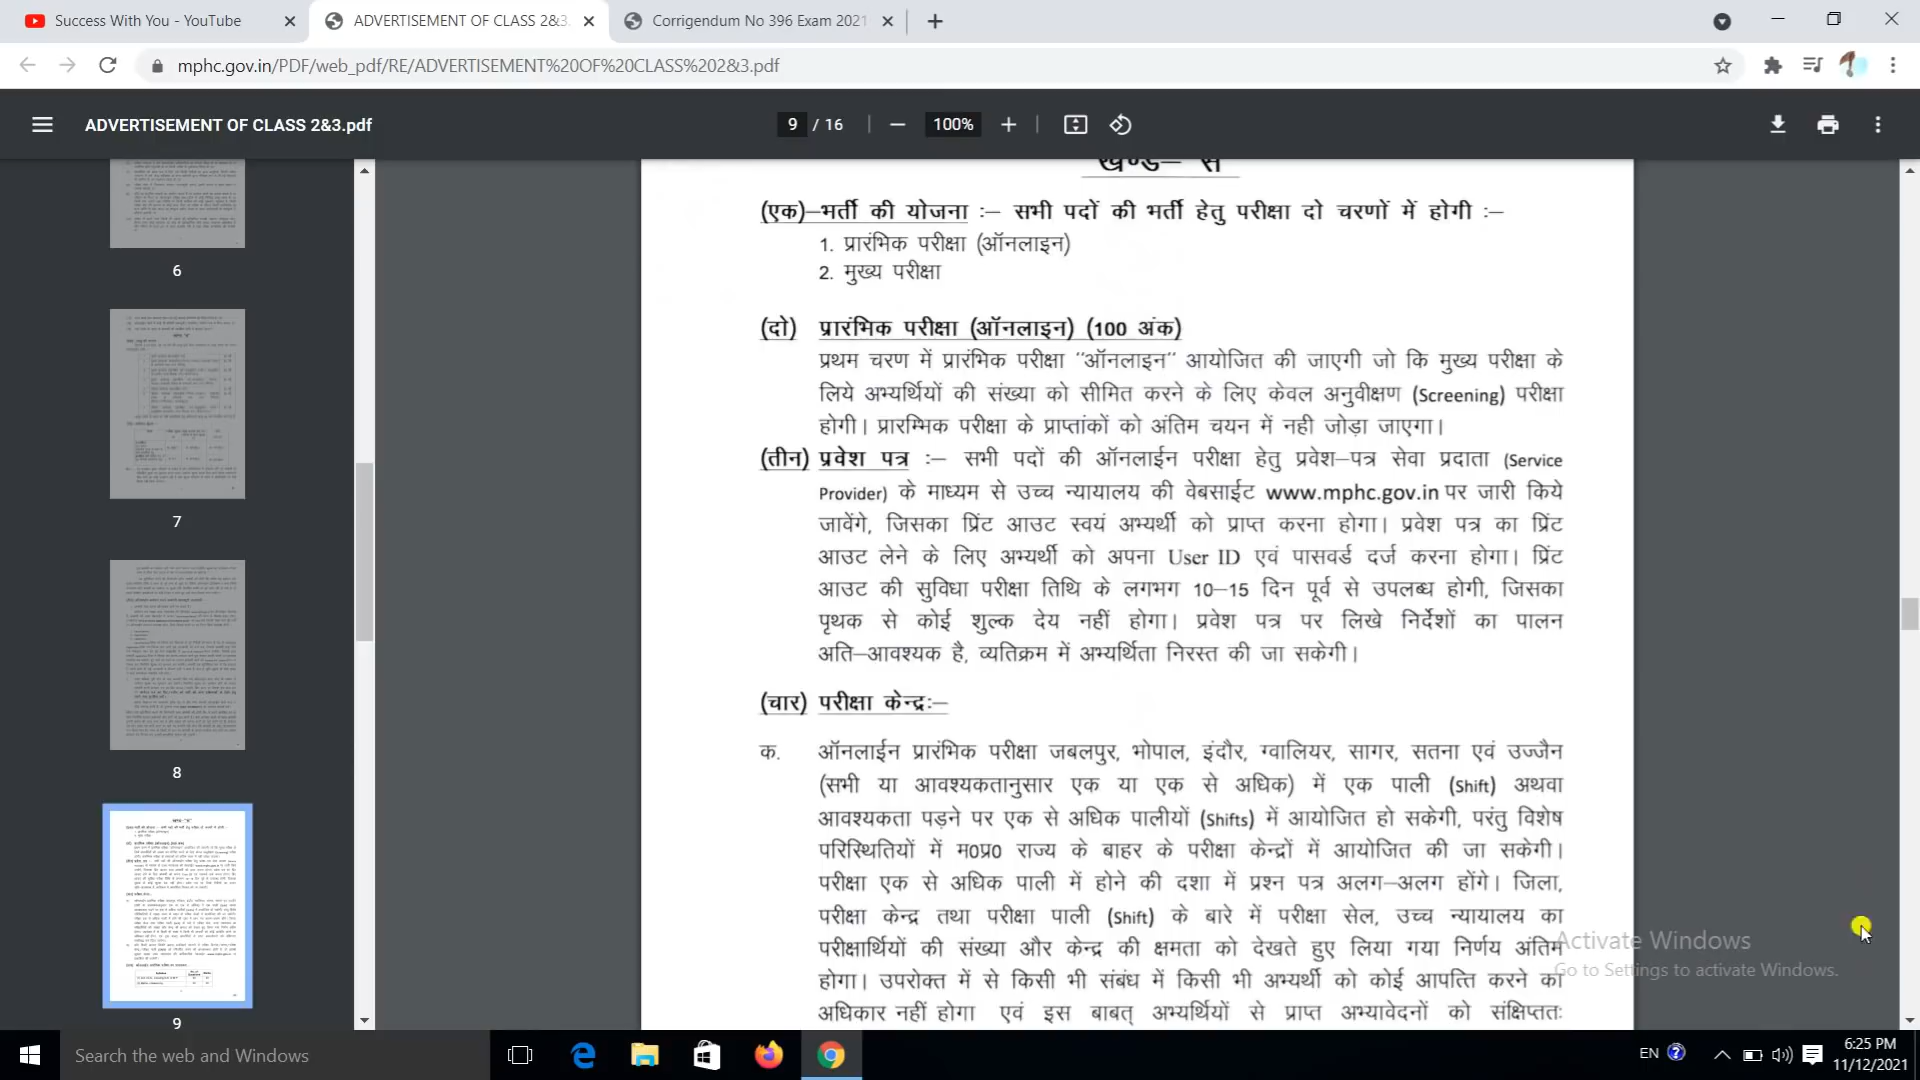 Success With You - YouTube
ADVERTISEMENT OF CLASS 2&3.
Corrigendum No 396 Exam 2021
mphc.gov.in/PDF/web_pdf/RE/ADVERTISEMENT%20OF%20CLASS%202&3.pdf
ADVERTISEMENT OF CLASS 2&3.pdf
9 / 16
100%
6
7
8
9
खण्ड— स
(एक)—भर्ती की योजना :— सभी पदों की भर्ती हेतु परीक्षा दो चरणों में होगी :—
1. प्रारंभिक परीक्षा (ऑनलाइन)
2. मुख्य परीक्षा
(दो) प्रारंभिक परीक्षा (ऑनलाइन) (100 अंक)
प्रथम चरण में प्रारंभिक परीक्षा "ऑनलाइन" आयोजित की जाएगी जो कि मुख्य परीक्षा के
लिये अभ्यर्थियों की संख्या को सीमित करने के लिए केवल अनुवीक्षण (Screening) परीक्षा
होगी। प्रारम्भिक परीक्षा के प्राप्तांकों को अंतिम चयन में नही जोड़ा जाएगा।
(तीन) प्रवेश पत्र :— सभी पदों की ऑनलाईन परीक्षा हेतु प्रवेश—पत्र सेवा प्रदाता (Service
Provider) के माध्यम से उच्च न्यायालय की वेबसाईट www.mphc.gov.in पर जारी किये
जावेंगे, जिसका प्रिंट आउट स्वयं अभ्यर्थी को प्राप्त करना होगा। प्रवेश पत्र का प्रिंट
आउट लेने के लिए अभ्यर्थी को अपना User ID एवं पासवर्ड दर्ज करना होगा। प्रिंट
आउट की सुविधा परीक्षा तिथि के लगभग 10—15 दिन पूर्व से उपलब्ध होगी, जिसका
पृथक से कोई शुल्क देय नहीं होगा। प्रवेश पत्र पर लिखे निर्देशों का पालन
अति—आवश्यक है, व्यतिक्रम में अभ्यर्थिता निरस्त की जा सकेगी।
(चार) परीक्षा केन्द्र:—
क. ऑनलाईन प्रारंभिक परीक्षा जबलपुर, भोपाल, इंदौर, ग्वालियर, सागर, सतना एवं उज्जैन
(सभी या आवश्यकतानुसार एक या एक से अधिक) में एक पाली (Shift) अथवा
आवश्यकता पड़ने पर एक से अधिक पालीयों (Shifts) में आयोजित हो सकेगी, परंतु विशेष
परिस्थितियों में म0प्र0 राज्य के बाहर के परीक्षा केन्द्रों में आयोजित की जा सकेगी।
परीक्षा एक से अधिक पाली में होने की दशा में प्रश्न पत्र अलग—अलग होंगे। जिला,
परीक्षा केन्द्र तथा परीक्षा पाली (Shift) के बारे में परीक्षा सेल, उच्च न्यायालय का
परीक्षार्थियों की संख्या और केन्द्र की क्षमता को देखते हुए लिया गया निर्णय अंतिम
होगा। उपरोक्त में से किसी भी संबंध में किसी भी अभ्यर्थी को कोई आपत्ति करने का
अधिकार नहीं होगा एवं इस बाबत् अभ्यर्थियों से प्राप्त अभ्यावेदनों को संक्षिप्ततः
Activate Windows
Go to Settings to activate Windows.
Search the web and Windows
EN
6:25 PM
11/12/2021